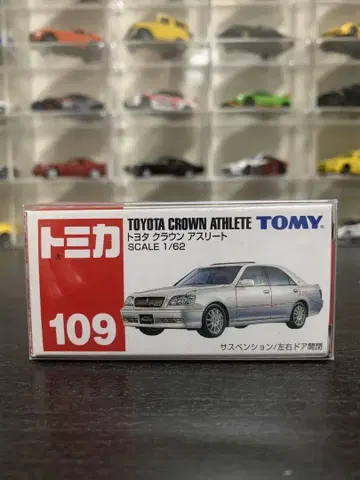 トミカ
TOYOTA CROWN ATHLETE TOMY
トヨタ クラウン アスリート
SCALE 1/62
109
サスペンション/左右ドア開閉